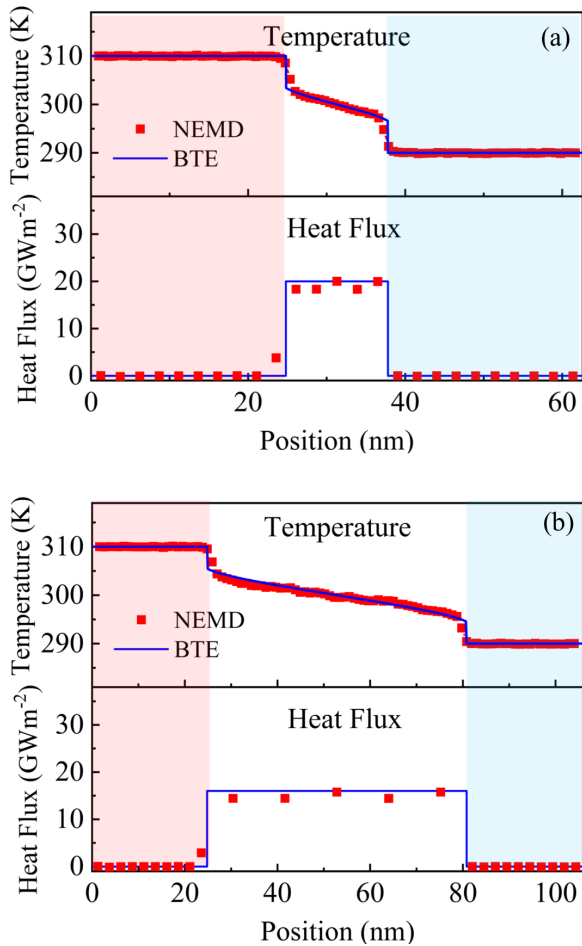 Temperature (a)
Temperature (K)
310
300
290
NEMD
BTE
Heat Flux
Heat Flux (GWm⁻²)
30
20
10
0
0 20 40 60
Position (nm)
Temperature (b)
Temperature (K)
310
300
290
NEMD
BTE
Heat Flux
Heat Flux (GWm⁻²)
30
20
10
0
0 20 40 60 80 100
Position (nm)